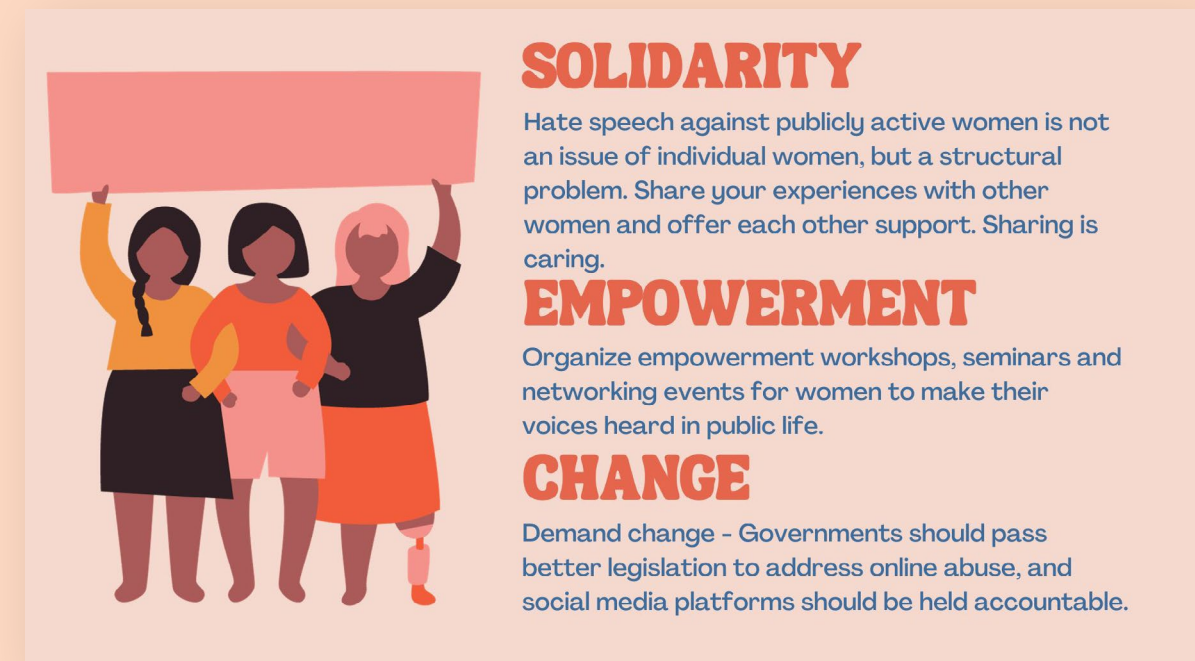 SOLIDARITY
Hate speech against publicly active women is not
an issue of individual women, but a structural
problem. Share your experiences with other
women and offer each other support. Sharing is
caring.
EMPOWERMENT
Organize empowerment workshops, seminars and
networking events for women to make their
voices heard in public life.
CHANGE
Demand change - Governments should pass
better legislation to address online abuse, and
social media platforms should be held accountable.